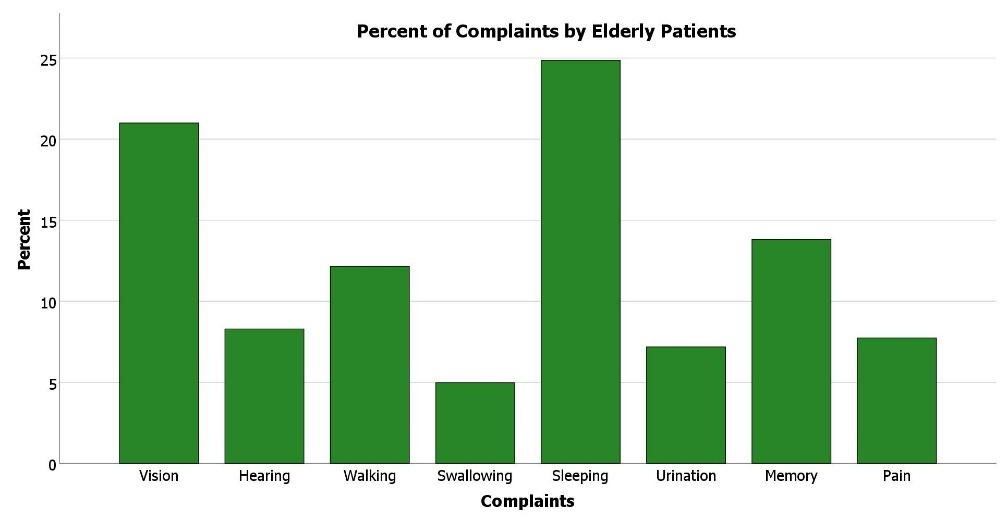 Percent of Complaints by Elderly Patients
Percent
25
20
15
10
5
0
Vision Hearing Walking Swallowing Sleeping Urination Memory Pain
Complaints